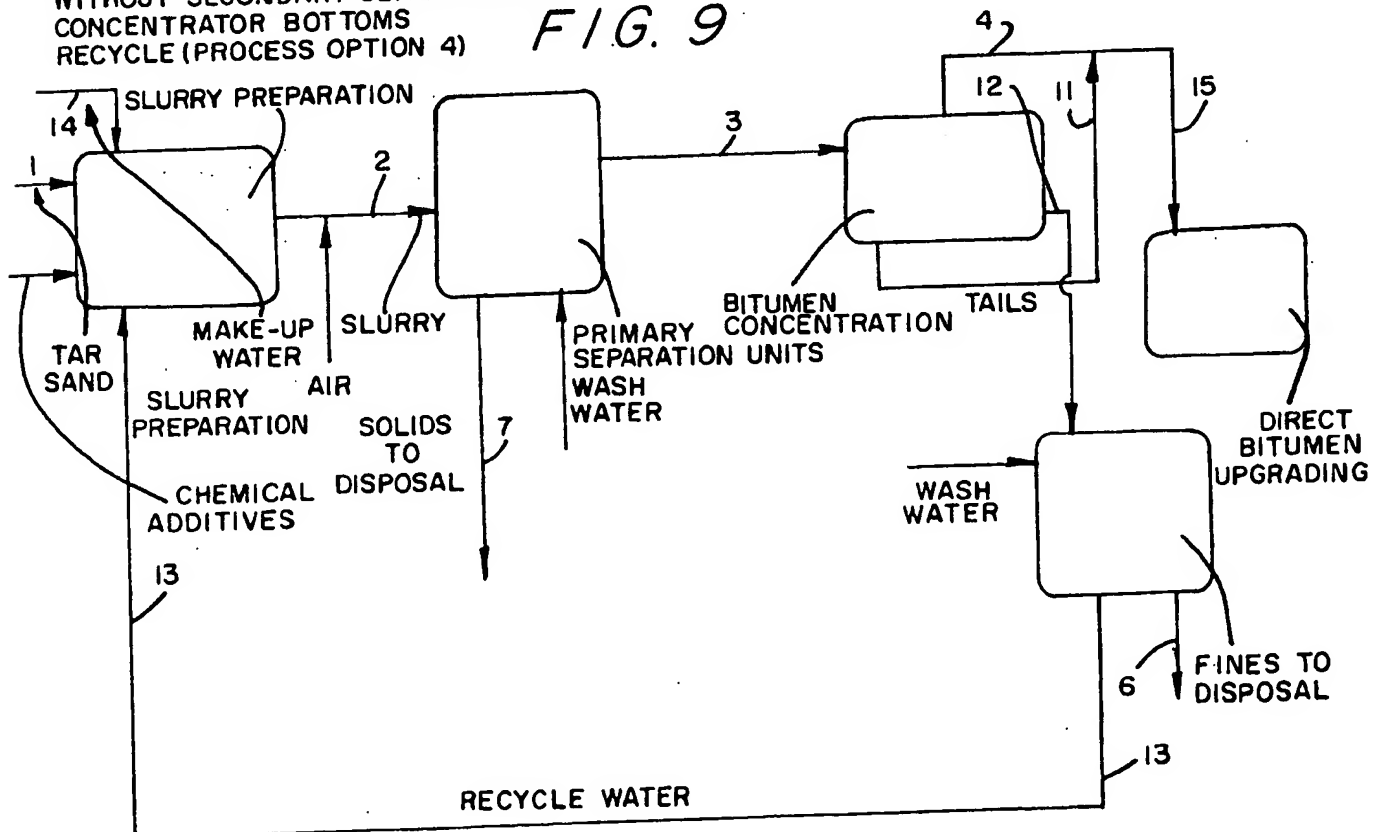 CONCENTRATOR BOTTOMS
RECYCLE (PROCESS OPTION 4)
FIG. 9
4
14
SLURRY PREPARATION
12
11
15
1
2
3
TAR
SAND
MAKE-UP
WATER
AIR
SLURRY
PRIMARY
SEPARATION UNITS
WASH
WATER
BITUMEN
CONCENTRATION
TAILS
SLURRY
PREPARATION
SOLIDS
TO
DISPOSAL
7
DIRECT
BITUMEN
UPGRADING
CHEMICAL
ADDITIVES
WASH
WATER
13
6
FINES TO
DISPOSAL
13
RECYCLE WATER